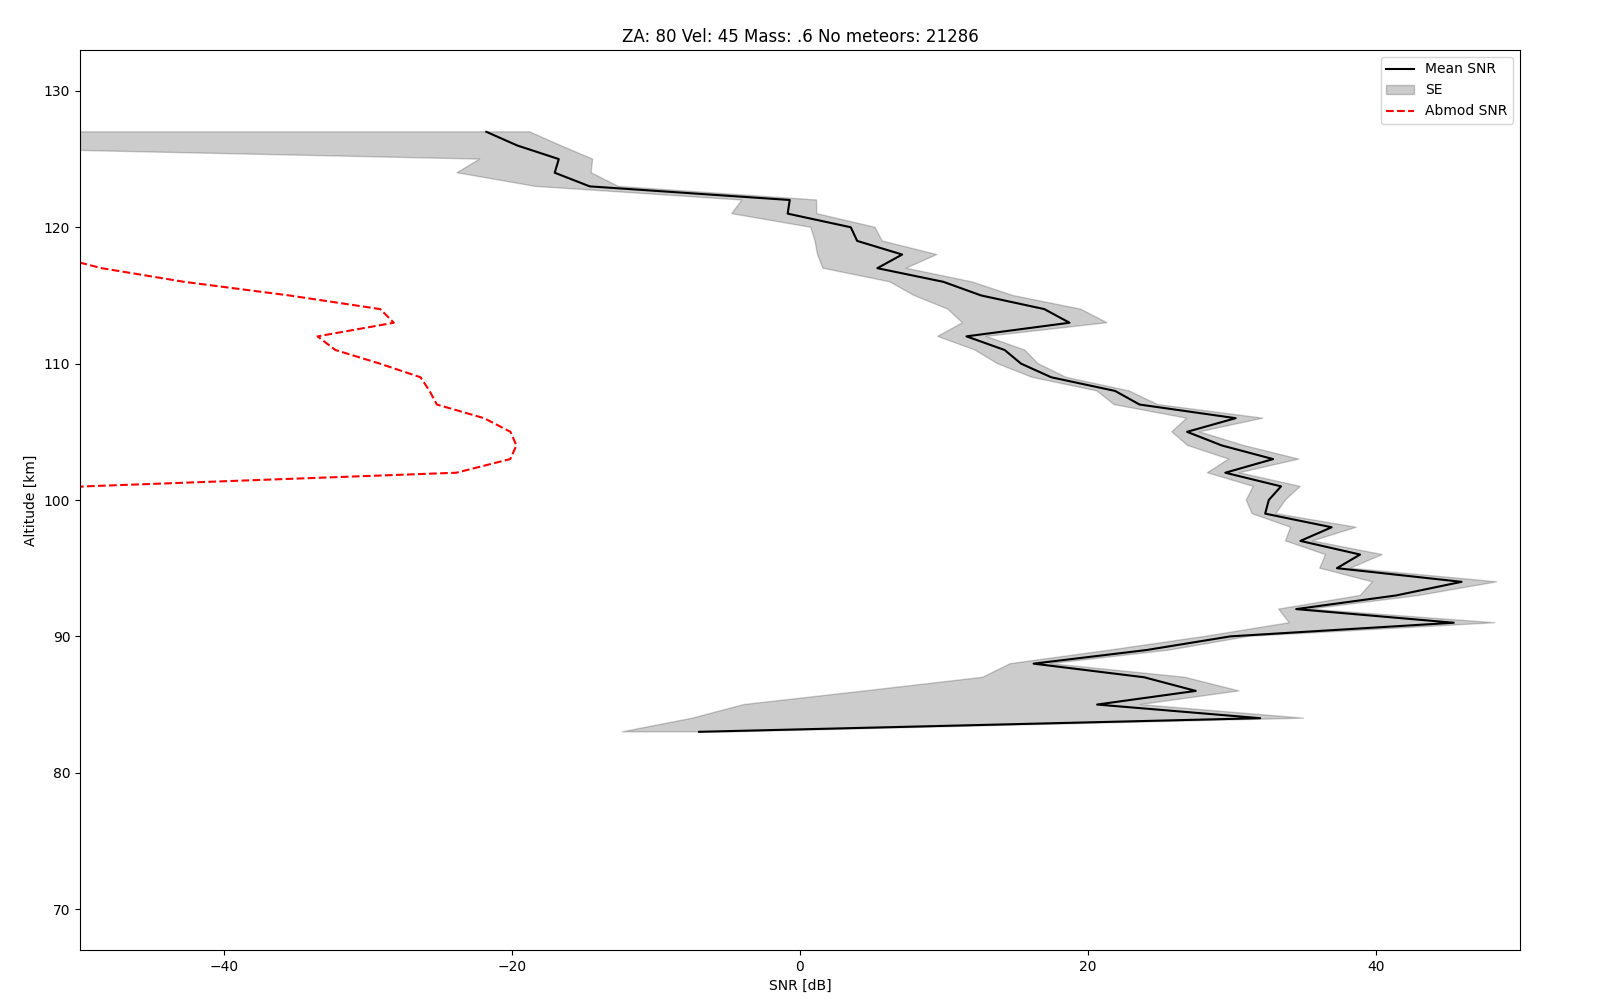 ZA: 80 Vel: 45 Mass: .6 No meteors: 21286
Mean SNR
SE
Abmod SNR
130
120
110
100
90
80
70
Altitude [km]
−40
−20
0
20
40
SNR [dB]